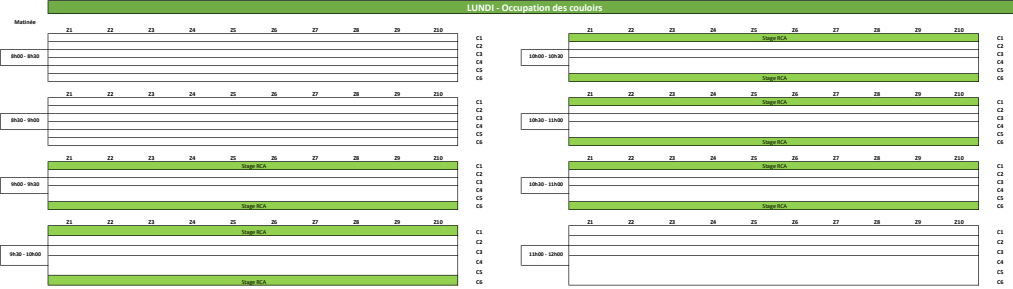 LUNDI - Occupation des couloirs
Matinée
Z1 Z2 Z3 Z4 Z5 Z6 Z7 Z8 Z9 Z10
8h00 - 8h30
C1
C2
C3
C4
C5
C6
Z1 Z2 Z3 Z4 Z5 Z6 Z7 Z8 Z9 Z10
8h30 - 9h00
C1
C2
C3
C4
C5
C6
Z1 Z2 Z3 Z4 Z5 Z6 Z7 Z8 Z9 Z10
Stage RCA C1
C2
9h00 - 9h30 C3
C4
C5
Stage RCA C6
Z1 Z2 Z3 Z4 Z5 Z6 Z7 Z8 Z9 Z10
Stage RCA C1
C2
9h30 - 10h00 C3
C4
C5
Stage RCA C6
Z1 Z2 Z3 Z4 Z5 Z6 Z7 Z8 Z9 Z10
Stage RCA C1
C2
10h00 - 10h30 C3
C4
C5
Stage RCA C6
Z1 Z2 Z3 Z4 Z5 Z6 Z7 Z8 Z9 Z10
Stage RCA C1
C2
10h30 - 11h00 C3
C4
C5
Stage RCA C6
Z1 Z2 Z3 Z4 Z5 Z6 Z7 Z8 Z9 Z10
Stage RCA C1
C2
10h30 - 11h00 C3
C4
C5
Stage RCA C6
Z1 Z2 Z3 Z4 Z5 Z6 Z7 Z8 Z9 Z10
C1
C2
11h00 - 12h00 C3
C4
C5
C6